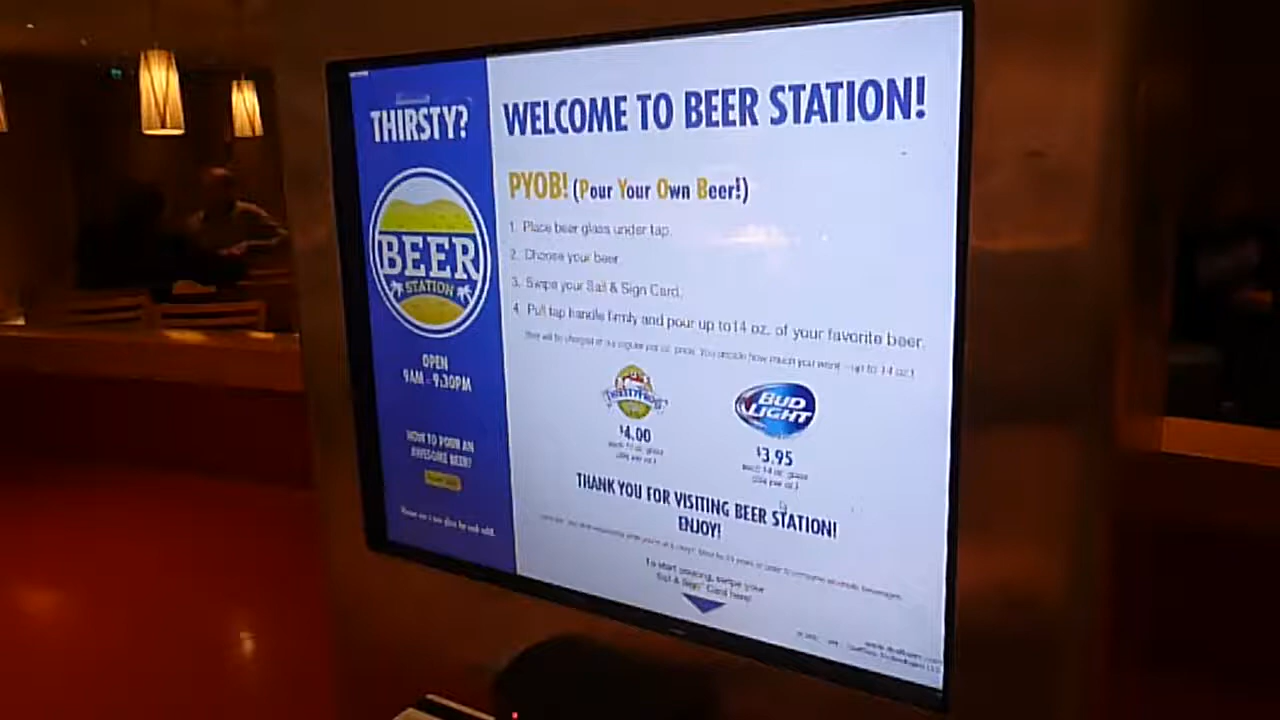 THIRSTY?
BEER
STATION
OPEN
9AM - 9:30PM
HOW TO POUR AN
AWESOME BEER!
WELCOME TO BEER STATION!
PYOB! (Pour Your Own Beer!)
1. Place beer glass under tap.
2. Choose your beer.
3. Swipe your Sail & Sign Card.
4. Pull tap handle firmly and pour up to 14 oz. of your favorite beer.
ThirstyFrog
BUD
LIGHT
$4.00
$3.95
THANK YOU FOR VISITING BEER STATION!
ENJOY!
To start pouring, swipe your
Sail & Sign Card here!